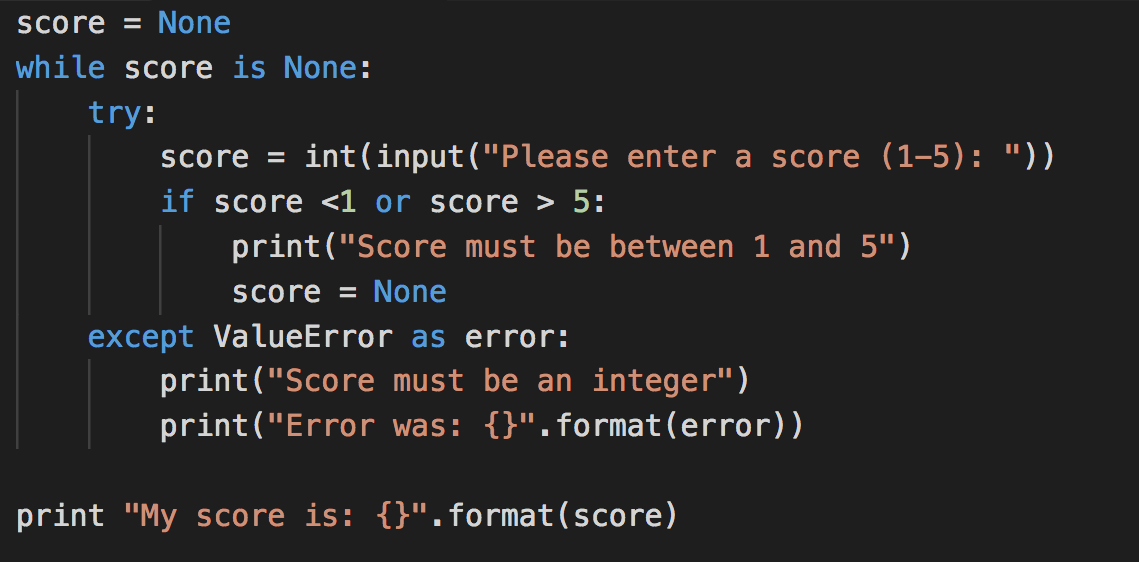 score = None
while score is None:
    try:
        score = int(input("Please enter a score (1-5): "))
        if score <1 or score > 5:
            print("Score must be between 1 and 5")
            score = None
    except ValueError as error:
        print("Score must be an integer")
        print("Error was: {}".format(error))

print "My score is: {}".format(score)